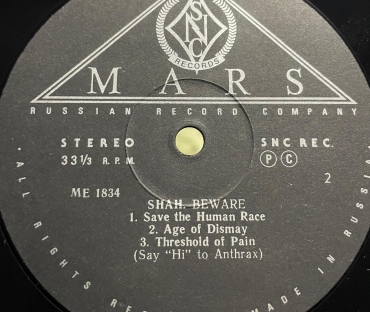 SNC
RECORDS
MARS
RUSSIAN RECORD COMPANY
STEREO
33 1/3 R.P.M.
SNC REC.
Ⓟ Ⓒ
ME 1834
2
SHAH, BEWARE
1. Save the Human Race
2. Age of Dismay
3. Threshold of Pain
(Say "Hi" to Anthrax)
· ALL RIGHTS RE
MADE IN RUSSIA